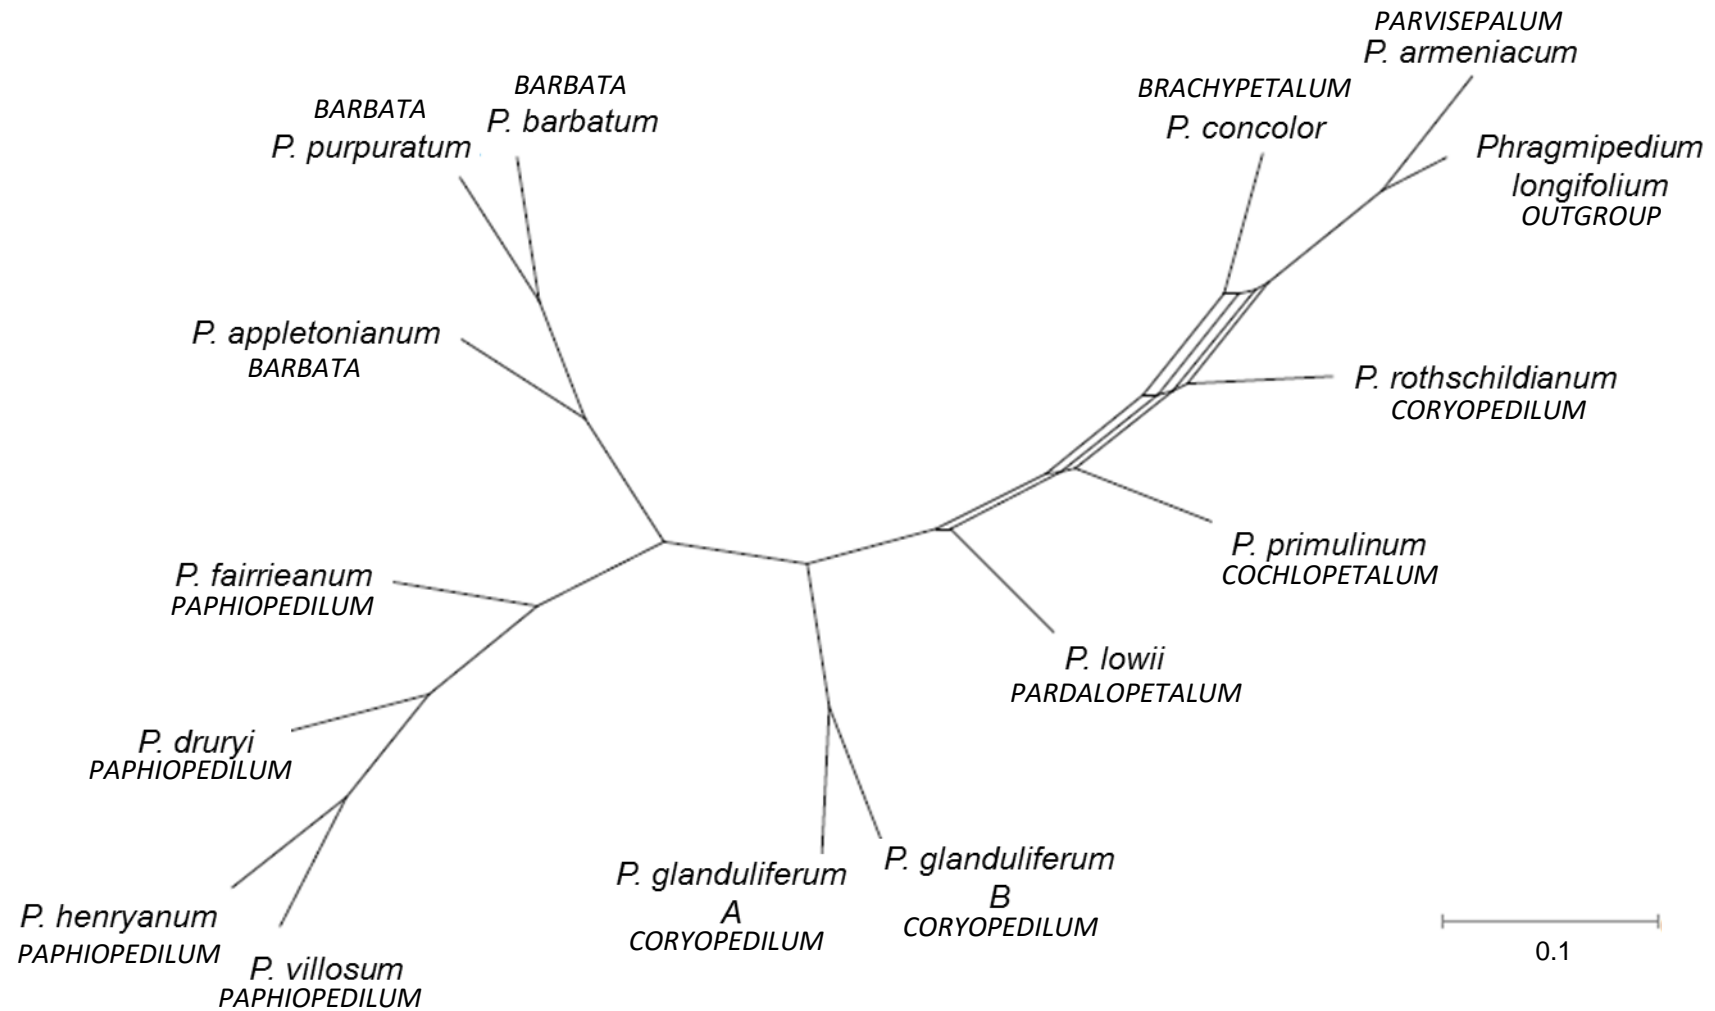 PARVISEPALUM
P. armeniacum
BRACHYPETALUM
P. concolor
Phragmipedium
longifolium
OUTGROUP
BARBATA
P. barbatum
BARBATA
P. purpuratum
P. appletonianum
BARBATA
P. rothschildianum
CORYOPEDILUM
P. primulinum
COCHLOPETALUM
P. fairrieanum
PAPHIOPEDILUM
P. lowii
PARDALOPETALUM
P. druryi
PAPHIOPEDILUM
P. glanduliferum
A
CORYOPEDILUM
P. glanduliferum
B
CORYOPEDILUM
P. henryanum
PAPHIOPEDILUM
P. villosum
PAPHIOPEDILUM
0.1